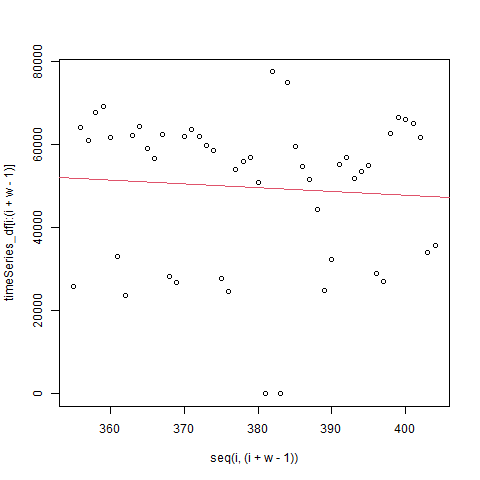 80000
60000
40000
20000
0
timeSeries_df[i:(i + w - 1)]
360 370 380 390 400
seq(i, (i + w - 1))